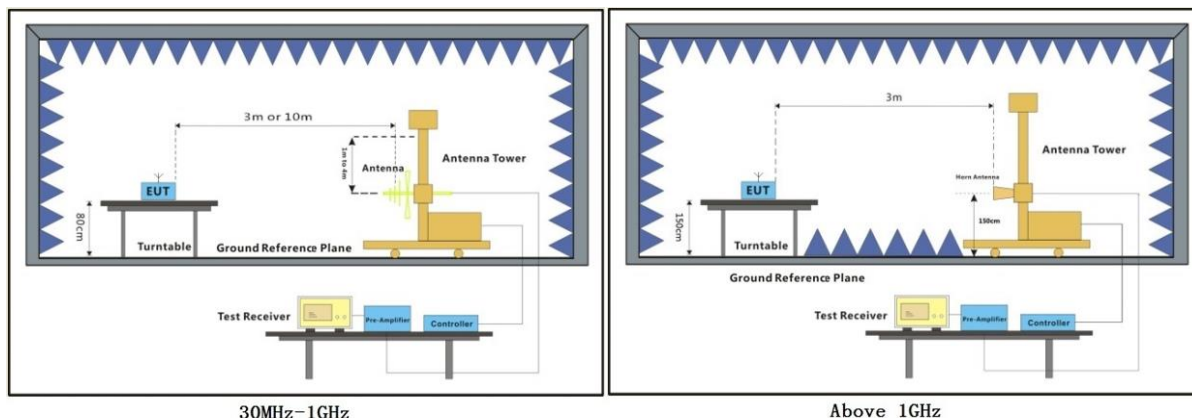 3m or 10m
1m to 4m
Antenna
Antenna Tower
EUT
80cm
Turntable
Ground Reference Plane
Test Receiver
Pre-Amplifier
Controller
30MHz-1GHz
3m
Antenna Tower
Horn Antenna
EUT
150cm
150cm
Turntable
Ground Reference Plane
Test Receiver
Pre-Amplifier
Controller
Above 1GHz